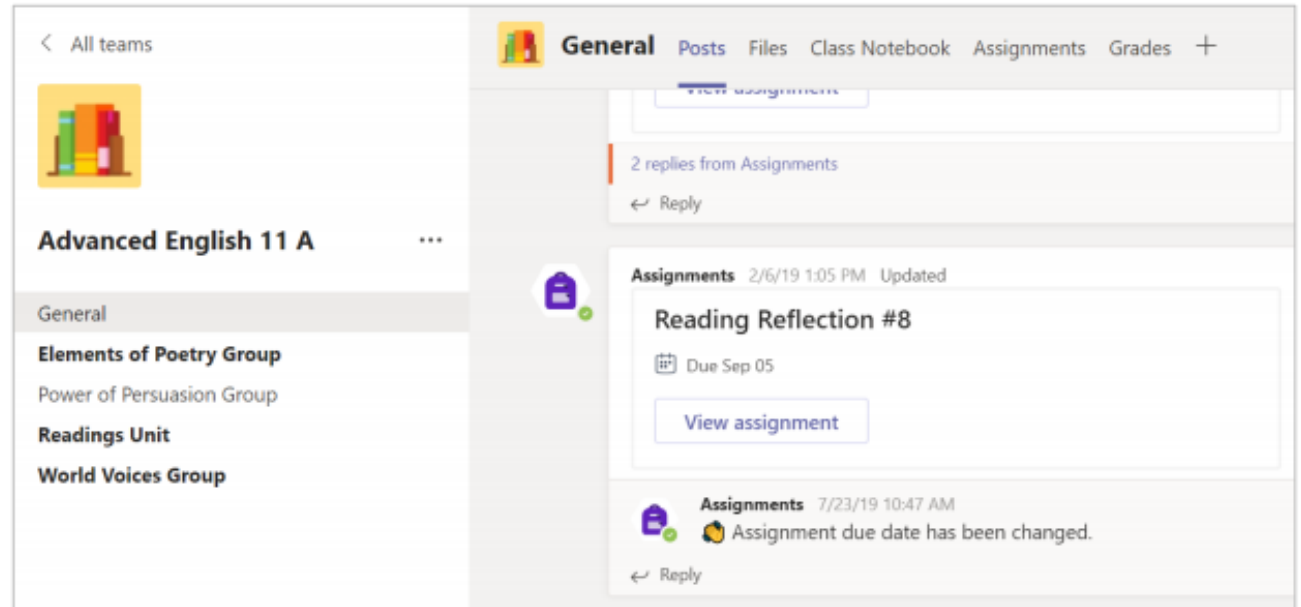 All teams
Advanced English 11 A
General
Elements of Poetry Group
Power of Persuasion Group
Readings Unit
World Voices Group
General Posts Files Class Notebook Assignments Grades +
View assignment
2 replies from Assignments
Reply
Assignments 2/6/19 1:05 PM Updated
Reading Reflection #8
Due Sep 05
View assignment
Assignments 7/23/19 10:47 AM
Assignment due date has been changed.
Reply